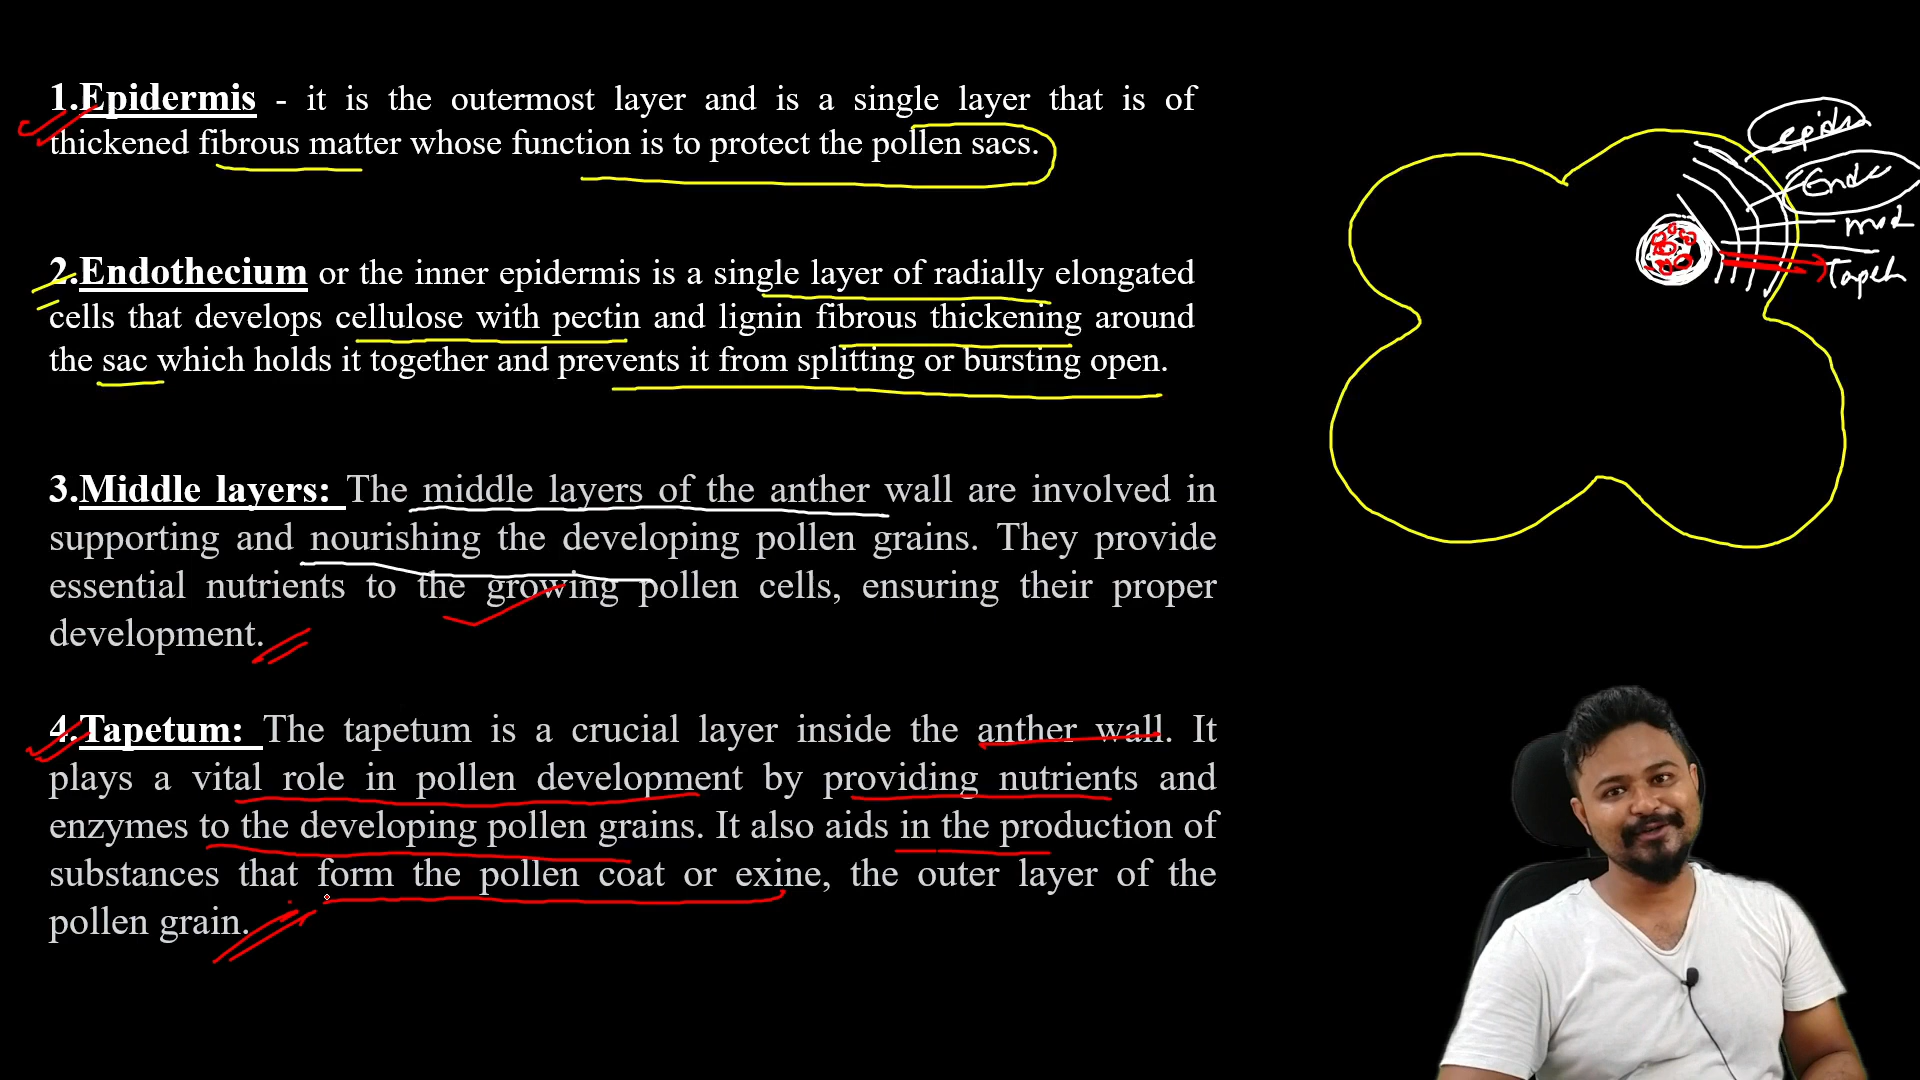 1.Epidermis - it is the outermost layer and is a single layer that is of
thickened fibrous matter whose function is to protect the pollen sacs.
2.Endothecium or the inner epidermis is a single layer of radially elongated
cells that develops cellulose with pectin and lignin fibrous thickening around
the sac which holds it together and prevents it from splitting or bursting open.
3.Middle layers: The middle layers of the anther wall are involved in
supporting and nourishing the developing pollen grains. They provide
essential nutrients to the growing pollen cells, ensuring their proper
development.
4.Tapetum: The tapetum is a crucial layer inside the anther wall. It
plays a vital role in pollen development by providing nutrients and
enzymes to the developing pollen grains. It also aids in the production of
substances that form the pollen coat or exine, the outer layer of the
pollen grain.